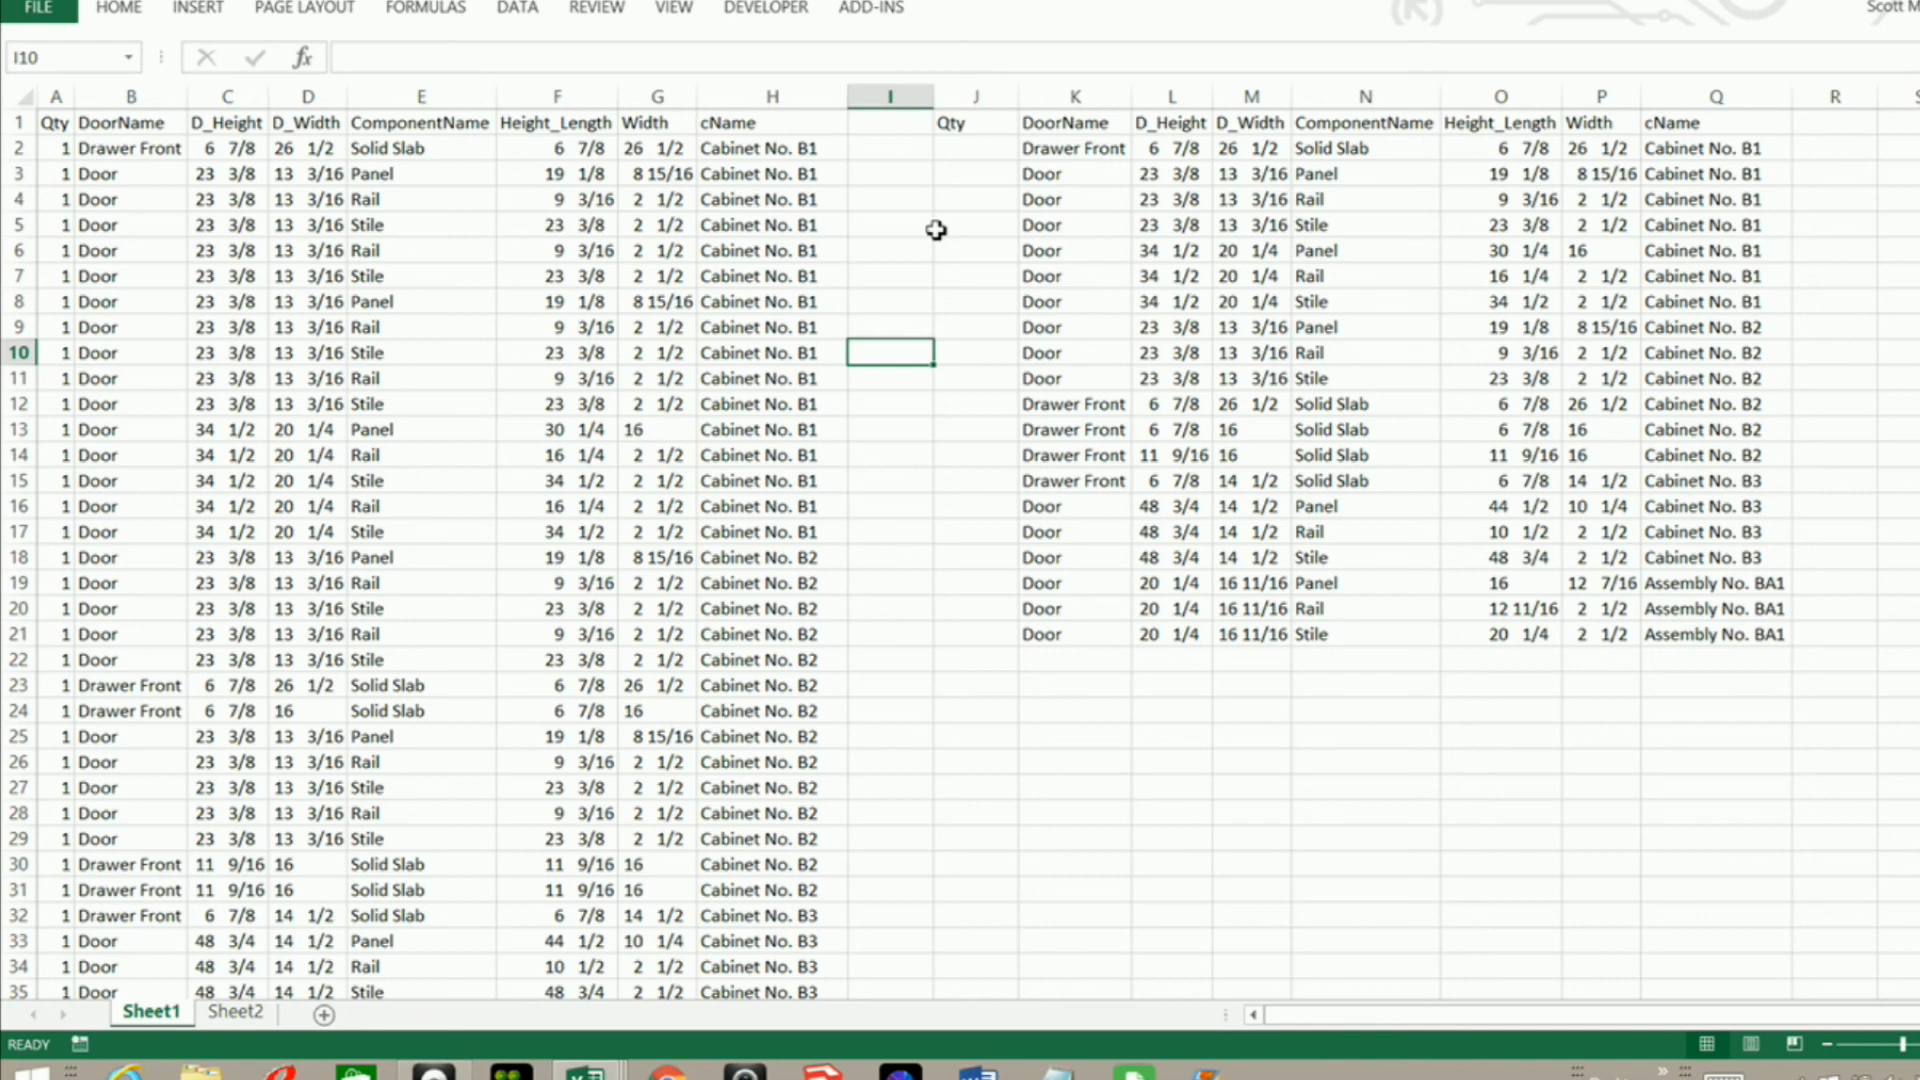 FILE HOME INSERT PAGE LAYOUT FORMULAS DATA REVIEW VIEW DEVELOPER ADD-INS Scott M
I10 fx
A B C D E F G H I J K L M N O P Q R S
1 Qty DoorName D_Height D_Width ComponentName Height_Length Width cName Qty DoorName D_Height D_Width ComponentName Height_Length Width cName
2 1 Drawer Front 6 7/8 26 1/2 Solid Slab 6 7/8 26 1/2 Cabinet No. B1 Drawer Front 6 7/8 26 1/2 Solid Slab 6 7/8 26 1/2 Cabinet No. B1
3 1 Door 23 3/8 13 3/16 Panel 19 1/8 8 15/16 Cabinet No. B1 Door 23 3/8 13 3/16 Panel 19 1/8 8 15/16 Cabinet No. B1
4 1 Door 23 3/8 13 3/16 Rail 9 3/16 2 1/2 Cabinet No. B1 Door 23 3/8 13 3/16 Rail 9 3/16 2 1/2 Cabinet No. B1
5 1 Door 23 3/8 13 3/16 Stile 23 3/8 2 1/2 Cabinet No. B1 Door 23 3/8 13 3/16 Stile 23 3/8 2 1/2 Cabinet No. B1
6 1 Door 23 3/8 13 3/16 Rail 9 3/16 2 1/2 Cabinet No. B1 Door 34 1/2 20 1/4 Panel 30 1/4 16 Cabinet No. B1
7 1 Door 23 3/8 13 3/16 Stile 23 3/8 2 1/2 Cabinet No. B1 Door 34 1/2 20 1/4 Rail 16 1/4 2 1/2 Cabinet No. B1
8 1 Door 23 3/8 13 3/16 Panel 19 1/8 8 15/16 Cabinet No. B1 Door 34 1/2 20 1/4 Stile 34 1/2 2 1/2 Cabinet No. B1
9 1 Door 23 3/8 13 3/16 Rail 9 3/16 2 1/2 Cabinet No. B1 Door 23 3/8 13 3/16 Panel 19 1/8 8 15/16 Cabinet No. B2
10 1 Door 23 3/8 13 3/16 Stile 23 3/8 2 1/2 Cabinet No. B1 Door 23 3/8 13 3/16 Rail 9 3/16 2 1/2 Cabinet No. B2
11 1 Door 23 3/8 13 3/16 Rail 9 3/16 2 1/2 Cabinet No. B1 Door 23 3/8 13 3/16 Stile 23 3/8 2 1/2 Cabinet No. B2
12 1 Door 23 3/8 13 3/16 Stile 23 3/8 2 1/2 Cabinet No. B1 Drawer Front 6 7/8 26 1/2 Solid Slab 6 7/8 26 1/2 Cabinet No. B2
13 1 Door 34 1/2 20 1/4 Panel 30 1/4 16 Cabinet No. B1 Drawer Front 6 7/8 16 Solid Slab 6 7/8 16 Cabinet No. B2
14 1 Door 34 1/2 20 1/4 Rail 16 1/4 2 1/2 Cabinet No. B1 Drawer Front 11 9/16 16 Solid Slab 11 9/16 16 Cabinet No. B2
15 1 Door 34 1/2 20 1/4 Stile 34 1/2 2 1/2 Cabinet No. B1 Drawer Front 6 7/8 14 1/2 Solid Slab 6 7/8 14 1/2 Cabinet No. B3
16 1 Door 34 1/2 20 1/4 Rail 16 1/4 2 1/2 Cabinet No. B1 Door 48 3/4 14 1/2 Panel 44 1/2 10 1/4 Cabinet No. B3
17 1 Door 34 1/2 20 1/4 Stile 34 1/2 2 1/2 Cabinet No. B1 Door 48 3/4 14 1/2 Rail 10 1/2 2 1/2 Cabinet No. B3
18 1 Door 23 3/8 13 3/16 Panel 19 1/8 8 15/16 Cabinet No. B2 Door 48 3/4 14 1/2 Stile 48 3/4 2 1/2 Cabinet No. B3
19 1 Door 23 3/8 13 3/16 Rail 9 3/16 2 1/2 Cabinet No. B2 Door 20 1/4 16 11/16 Panel 16 12 7/16 Assembly No. BA1
20 1 Door 23 3/8 13 3/16 Stile 23 3/8 2 1/2 Cabinet No. B2 Door 20 1/4 16 11/16 Rail 12 11/16 2 1/2 Assembly No. BA1
21 1 Door 23 3/8 13 3/16 Rail 9 3/16 2 1/2 Cabinet No. B2 Door 20 1/4 16 11/16 Stile 20 1/4 2 1/2 Assembly No. BA1
22 1 Door 23 3/8 13 3/16 Stile 23 3/8 2 1/2 Cabinet No. B2
23 1 Drawer Front 6 7/8 26 1/2 Solid Slab 6 7/8 26 1/2 Cabinet No. B2
24 1 Drawer Front 6 7/8 16 Solid Slab 6 7/8 16 Cabinet No. B2
25 1 Door 23 3/8 13 3/16 Panel 19 1/8 8 15/16 Cabinet No. B2
26 1 Door 23 3/8 13 3/16 Rail 9 3/16 2 1/2 Cabinet No. B2
27 1 Door 23 3/8 13 3/16 Stile 23 3/8 2 1/2 Cabinet No. B2
28 1 Door 23 3/8 13 3/16 Rail 9 3/16 2 1/2 Cabinet No. B2
29 1 Door 23 3/8 13 3/16 Stile 23 3/8 2 1/2 Cabinet No. B2
30 1 Drawer Front 11 9/16 16 Solid Slab 11 9/16 16 Cabinet No. B2
31 1 Drawer Front 11 9/16 16 Solid Slab 11 9/16 16 Cabinet No. B2
32 1 Drawer Front 6 7/8 14 1/2 Solid Slab 6 7/8 14 1/2 Cabinet No. B3
33 1 Door 48 3/4 14 1/2 Panel 44 1/2 10 1/4 Cabinet No. B3
34 1 Door 48 3/4 14 1/2 Rail 10 1/2 2 1/2 Cabinet No. B3
35 1 Door 48 3/4 14 1/2 Stile 48 3/4 2 1/2 Cabinet No. B3
Sheet1 Sheet2
READY